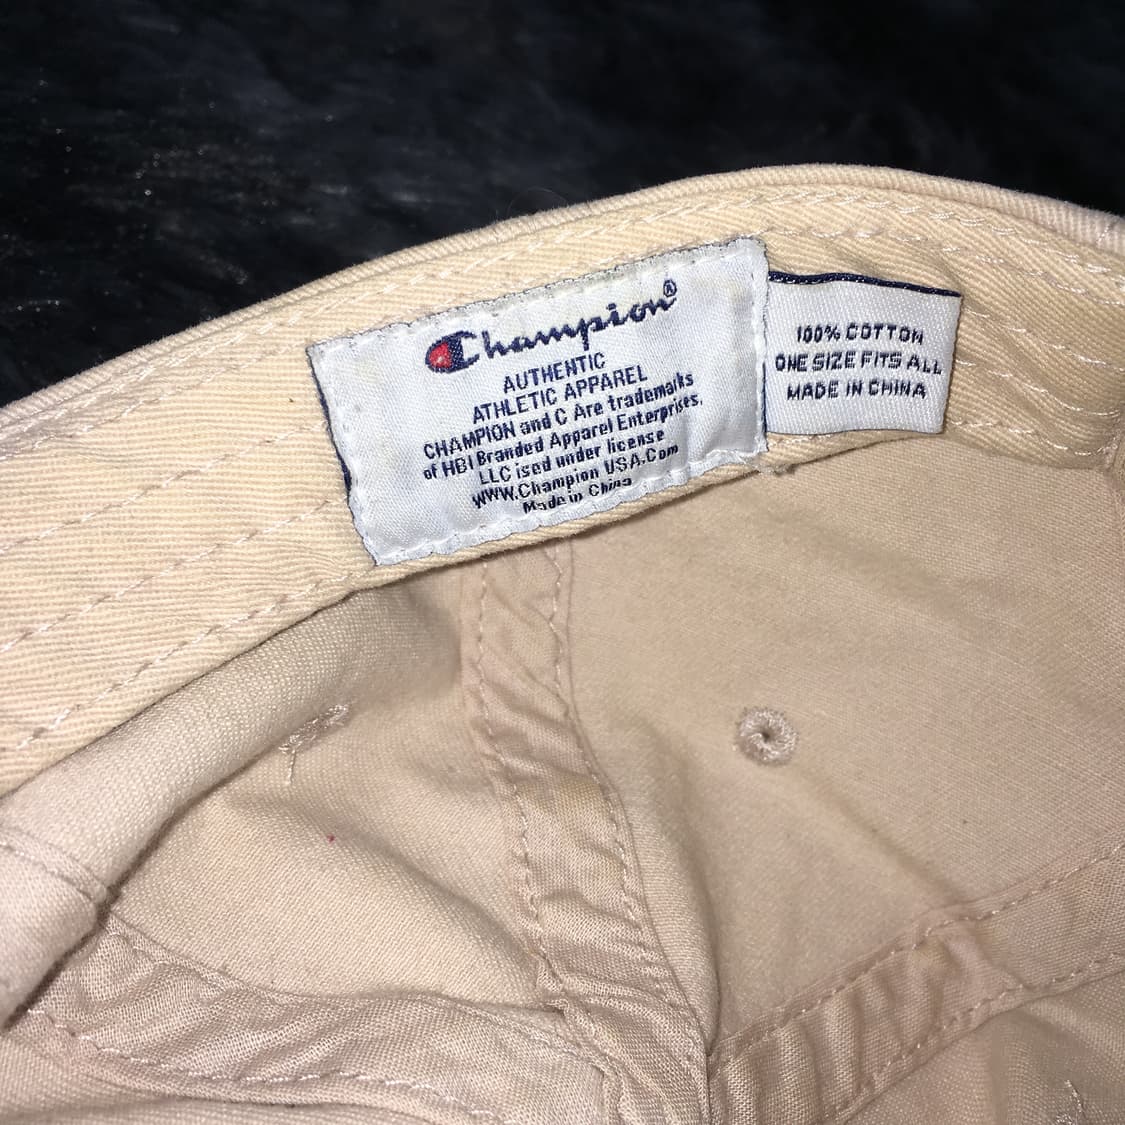 Champion®
AUTHENTIC
ATHLETIC APPAREL
CHAMPION and C Are trademaks
of HBI Branded Apparel Enterprises,
LLC ised under license
WWW.Champion USA.Com
Made in China
100% COTTON
ONE SIZE FITS ALL
MADE IN CHINA